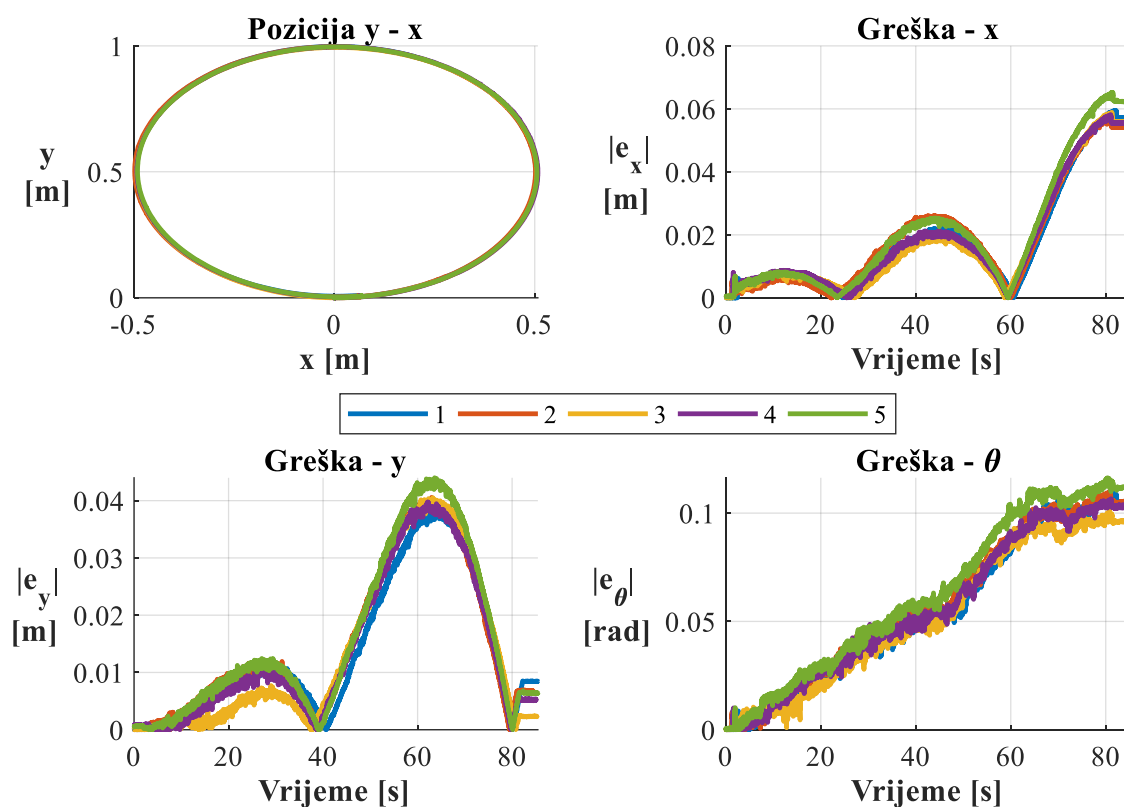 Pozicija y - x
1
0.5
0
y
[m]
-0.5 0 0.5
x [m]
Greška - x
0.08
0.06
0.04
0.02
0
|e_x|
[m]
0 20 40 60 80
Vrijeme [s]
1 2 3 4 5
Greška - y
0.04
0.03
0.02
0.01
0
|e_y|
[m]
0 20 40 60 80
Vrijeme [s]
Greška - θ
0.1
0.05
0
|e_θ|
[rad]
0 20 40 60 80
Vrijeme [s]